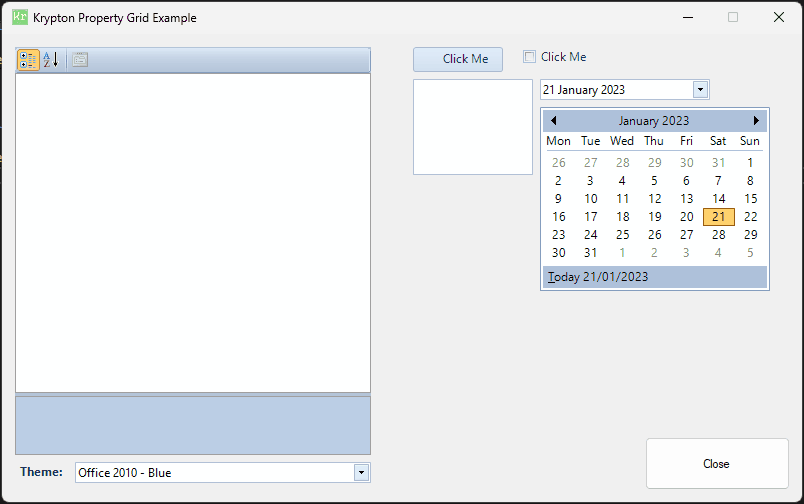 Kr Krypton Property Grid Example
A
Z
Click Me
Click Me
21 January 2023
January 2023
Mon Tue Wed Thu Fri Sat Sun
26 27 28 29 30 31 1
2 3 4 5 6 7 8
9 10 11 12 13 14 15
16 17 18 19 20 21 22
23 24 25 26 27 28 29
30 31 1 2 3 4 5
Today 21/01/2023
Theme: Office 2010 - Blue
Close